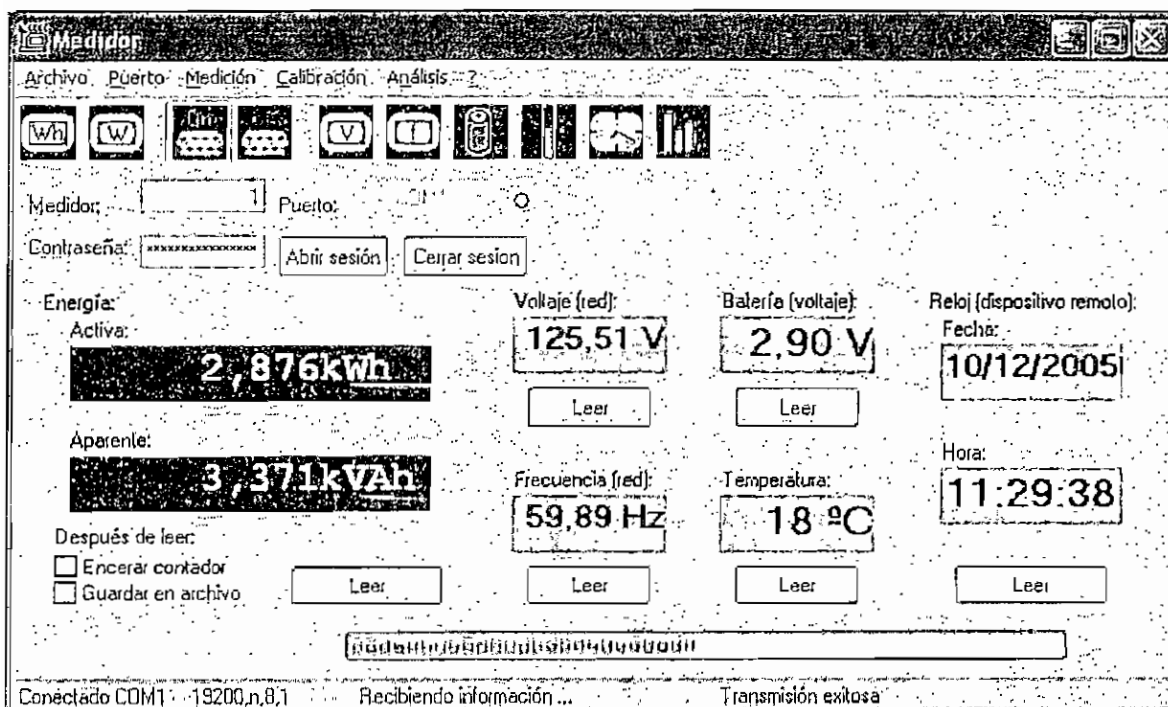 Medidor
Archivo Puerto Medición Calibración Análisis ?
Wh W V f
Medidor: 1 Puerto:
Contraseña: **************** Abrir sesión Cerrar sesion
Energía: Voltaje (red): Batería (voltaje): Reloj (dispositivo remoto):
Activa: Fecha:
2,876kWh 125,51 V 2,90 V 10/12/2005
Leer Leer
Aparente: Hora:
3,371kVAh Frecuencia (red): Temperatura: 11:29:38
59,89 Hz 18 ºC
Después de leer:
Encerar contador
Guardar en archivo Leer Leer Leer Leer
Conectado COM1 19200,n,8,1 Recibiendo información ... Transmisión exitosa